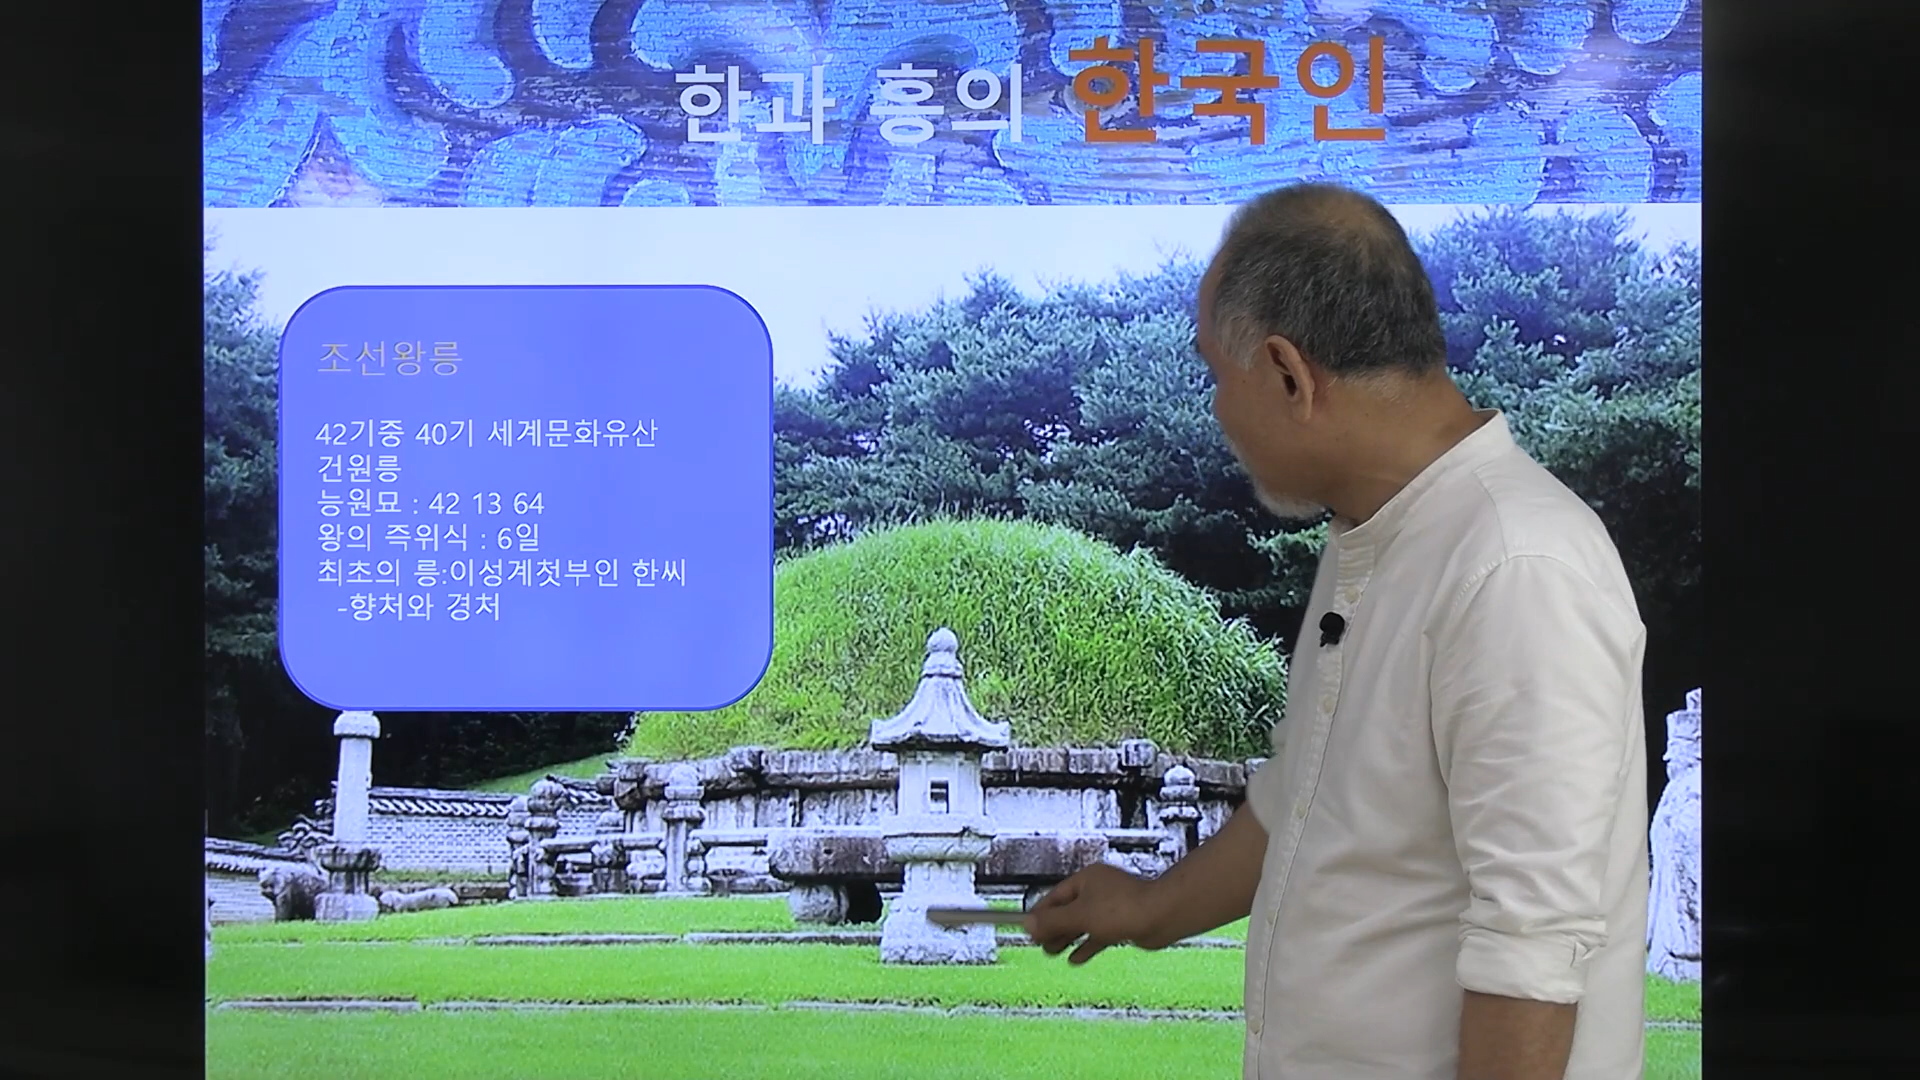 한과 흥의 한국인
조선왕릉
42기중 40기 세계문화유산
건원릉
능원묘 : 42 13 64
왕의 즉위식 : 6일
최초의 릉:이성계첫부인 한씨
-향처와 경처